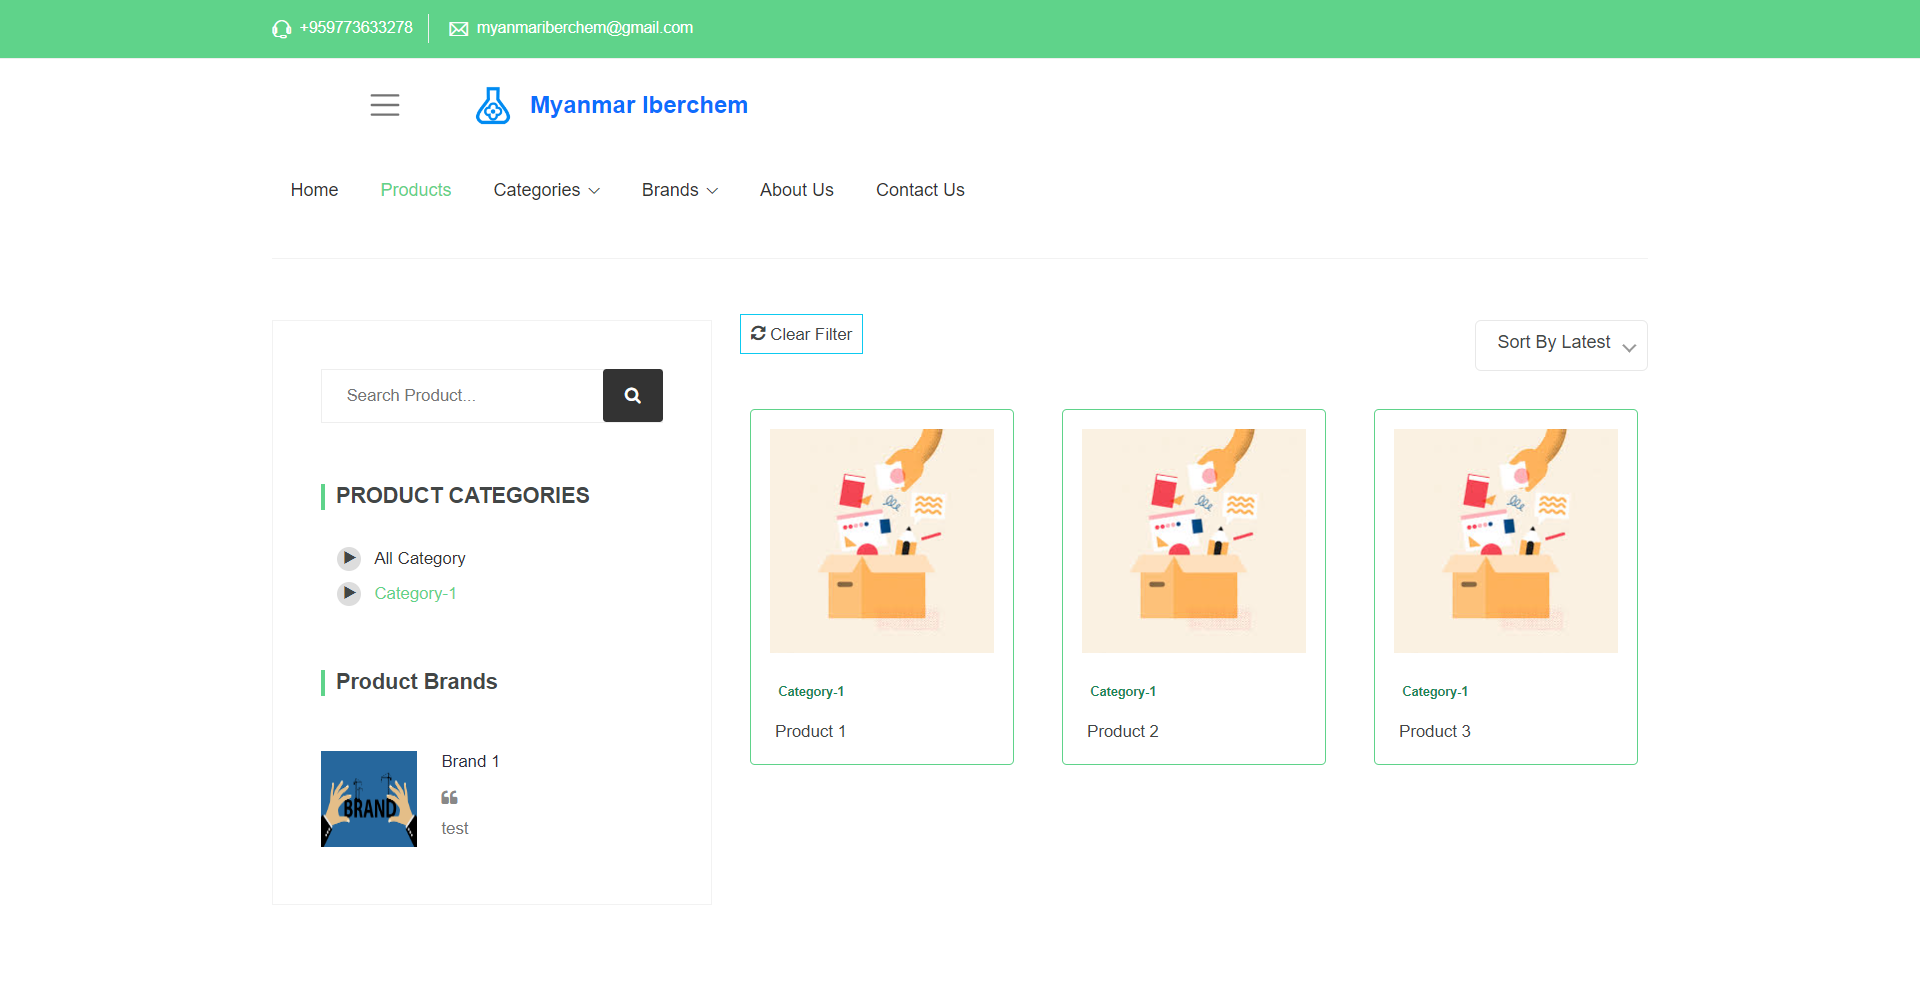 +959773633278
myanmariberchem@gmail.com
Myanmar Iberchem
Home
Products
Categories
Brands
About Us
Contact Us
Clear Filter
Sort By Latest
Search Product...
PRODUCT CATEGORIES
All Category
Category-1
Product Brands
BRAND
Brand 1
test
Category-1
Product 1
Category-1
Product 2
Category-1
Product 3